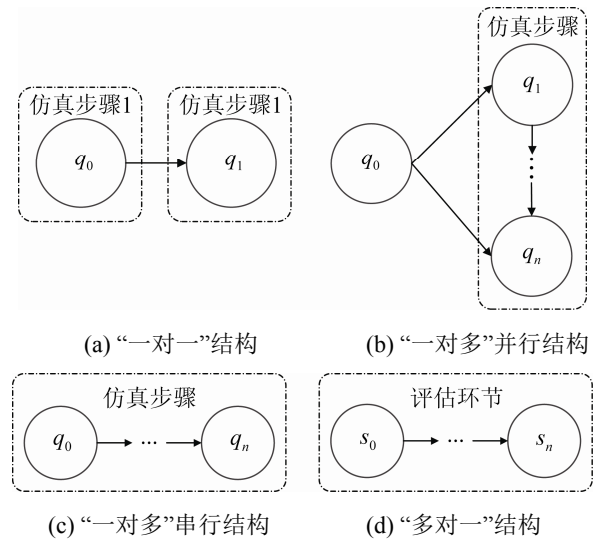 仿真步骤1
q0
仿真步骤1
q1
仿真步骤
q0
q1
⋮
qn
(a) “一对一”结构
(b) “一对多”并行结构
仿真步骤
q0
···
qn
评估环节
s0
···
sn
(c) “一对多”串行结构
(d) “多对一”结构